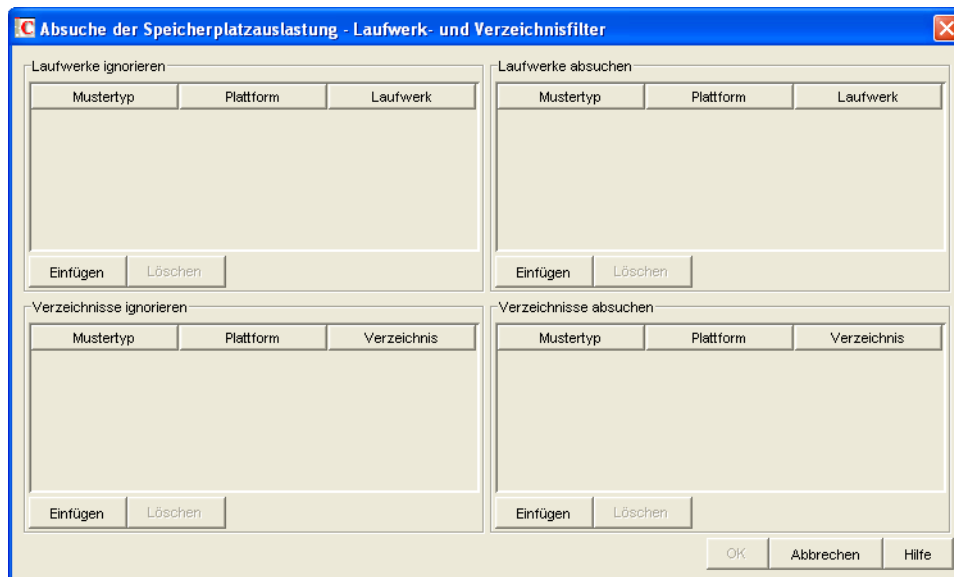 C Absuche der Speicherplatzauslastung - Laufwerk- und Verzeichnisfilter
Laufwerke ignorieren
Mustertyp Plattform Laufwerk
Einfügen Löschen
Laufwerke absuchen
Mustertyp Plattform Laufwerk
Einfügen Löschen
Verzeichnisse ignorieren
Mustertyp Plattform Verzeichnis
Einfügen Löschen
Verzeichnisse absuchen
Mustertyp Plattform Verzeichnis
Einfügen Löschen
OK Abbrechen Hilfe